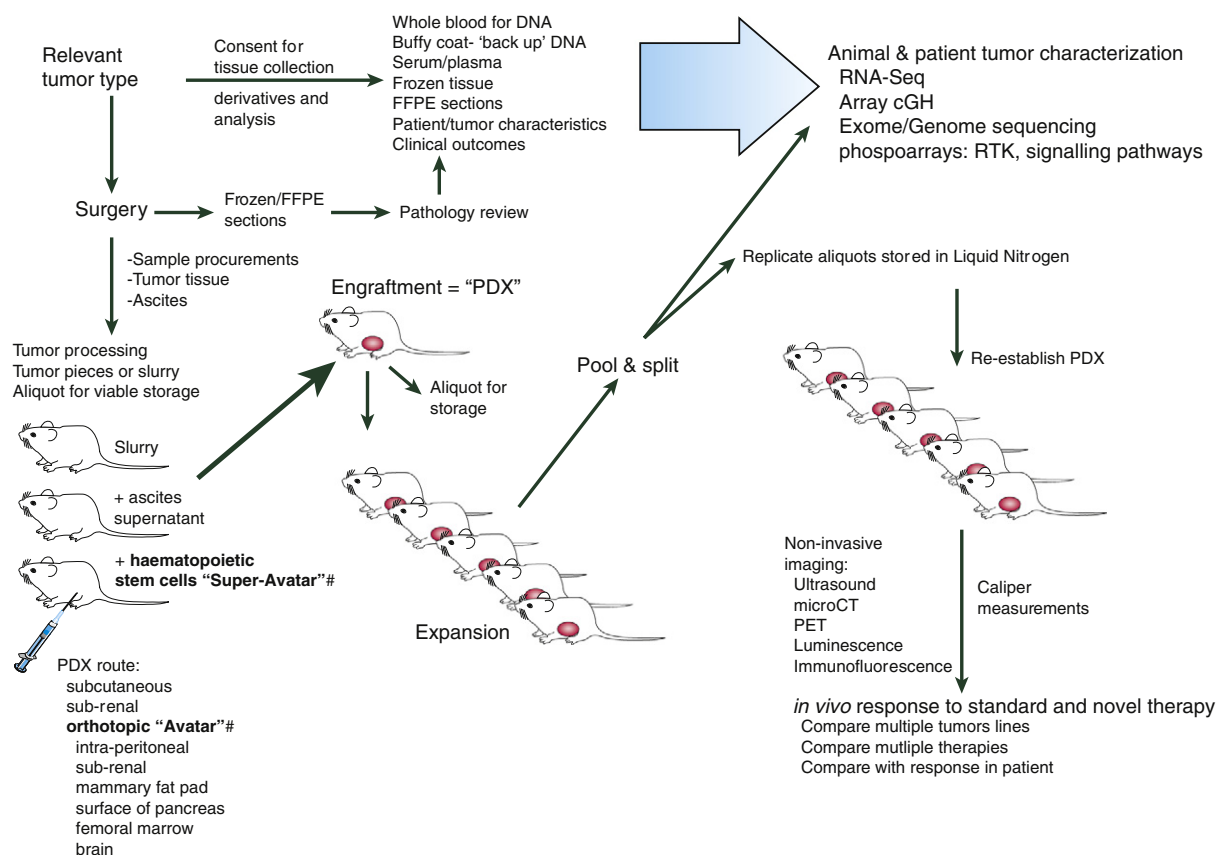 Relevant
tumor type
Consent for
tissue collection
derivatives and
analysis
Whole blood for DNA
Buffy coat- ‘back up’ DNA
Serum/plasma
Frozen tissue
FFPE sections
Patient/tumor characteristics
Clinical outcomes
Animal & patient tumor characterization
RNA-Seq
Array cGH
Exome/Genome sequencing
phospoarrays: RTK, signalling pathways
Surgery
Frozen/FFPE
sections
Pathology review
-Sample procurements
-Tumor tissue
-Ascites
Tumor processing
Tumor pieces or slurry
Aliquot for viable storage
Slurry
+ ascites
supernatant
+ haematopoietic
stem cells “Super-Avatar”#
PDX route:
subcutaneous
sub-renal
orthotopic “Avatar”#
intra-peritoneal
sub-renal
mammary fat pad
surface of pancreas
femoral marrow
brain
Engraftment = “PDX”
Aliquot for
storage
Expansion
Pool & split
Replicate aliquots stored in Liquid Nitrogen
Re-establish PDX
Non-invasive
imaging:
Ultrasound
microCT
PET
Luminescence
Immunofluorescence
Caliper
measurements
in vivo response to standard and novel therapy
Compare multiple tumors lines
Compare mutliple therapies
Compare with response in patient